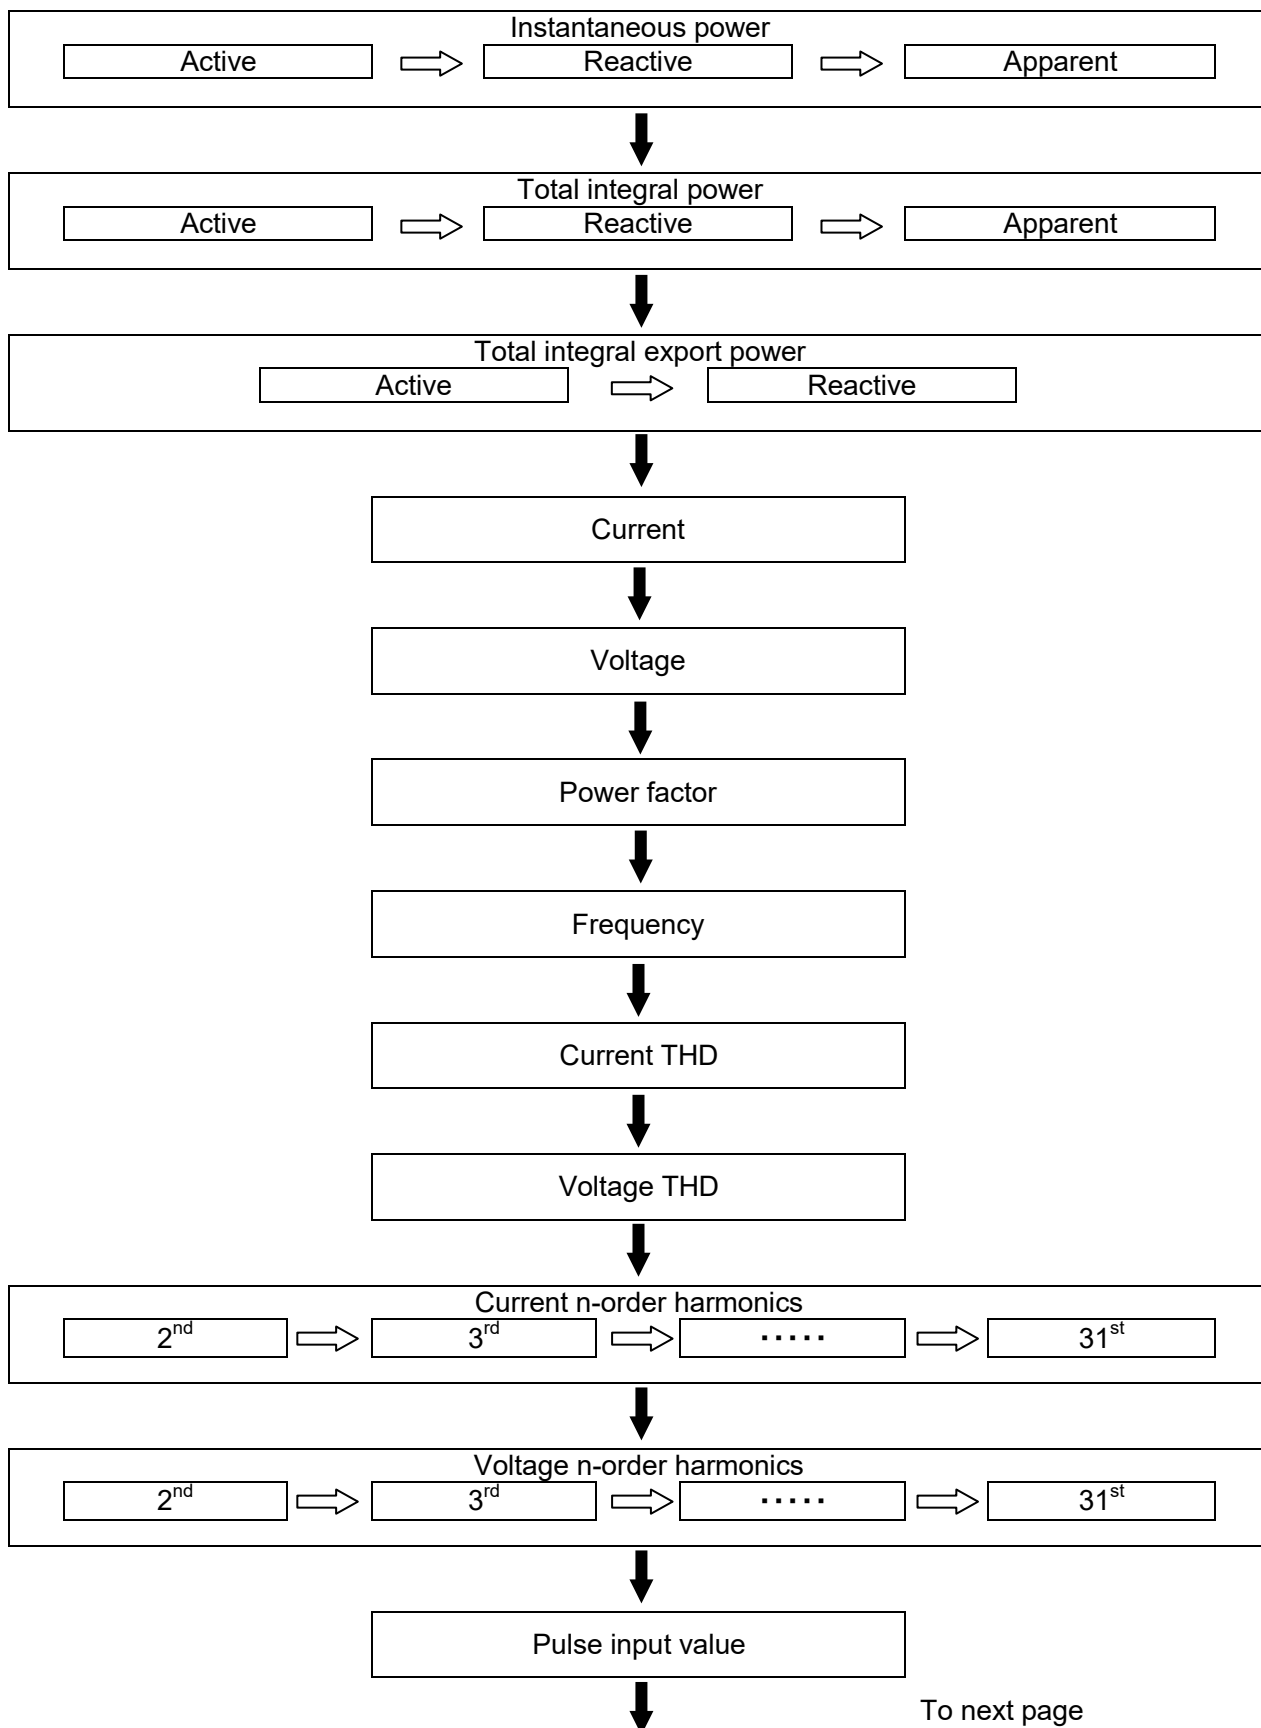 Instantaneous power
Active Reactive Apparent
Total integral power
Active Reactive Apparent
Total integral export power
Active Reactive
Current
Voltage
Power factor
Frequency
Current THD
Voltage THD
Current n-order harmonics
2nd 3rd ····· 31st
Voltage n-order harmonics
2nd 3rd ····· 31st
Pulse input value
To next page